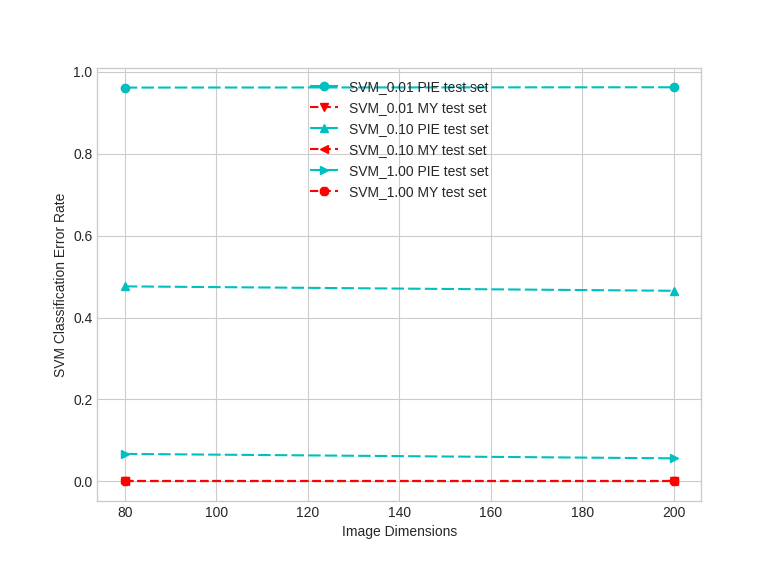 1.0
0.8
0.6
0.4
0.2
0.0
SVM Classification Error Rate
SVM_0.01 PIE test set
SVM_0.01 MY test set
SVM_0.10 PIE test set
SVM_0.10 MY test set
SVM_1.00 PIE test set
SVM_1.00 MY test set
80 100 120 140 160 180 200
Image Dimensions